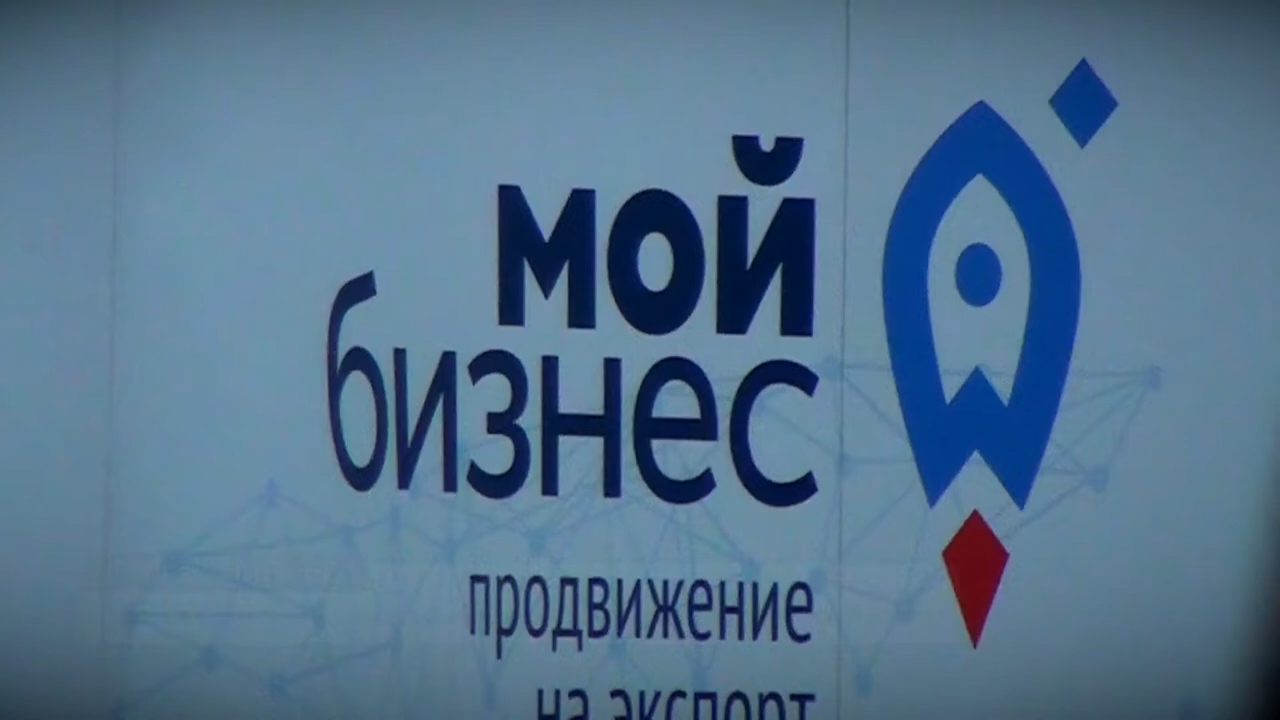 мой
бизнес
продвижение
на экспорт